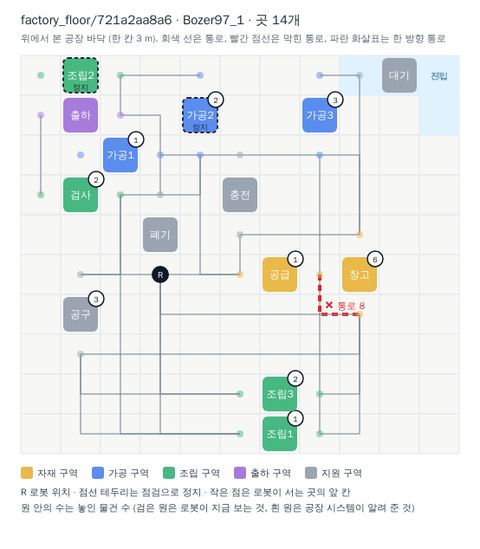 factory_floor/721a2aa8a6 · Bozer97_1 · 곳 14개
위에서 본 공장 바닥 (한 칸 3 m). 회색 선은 통로, 빨간 점선은 막힌 통로, 파란 화살표는 한 방향 통로
조립2
정지
대기
출하
2
가공2
정지
3
가공3
1
가공1
2
검사
충전
폐기
R
1
공급
6
창고
3
공구
✖ 통로 8
2
조립3
1
조립1
자재 구역
가공 구역
조립 구역
출하 구역
지원 구역
R 로봇 위치 · 점선 테두리는 점검으로 정지 · 작은 점은 로봇이 서는 곳의 앞 칸
원 안의 수는 놓인 물건 수 (검은 원은 로봇이 지금 보는 것, 흰 원은 공장 시스템이 알려 준 것)